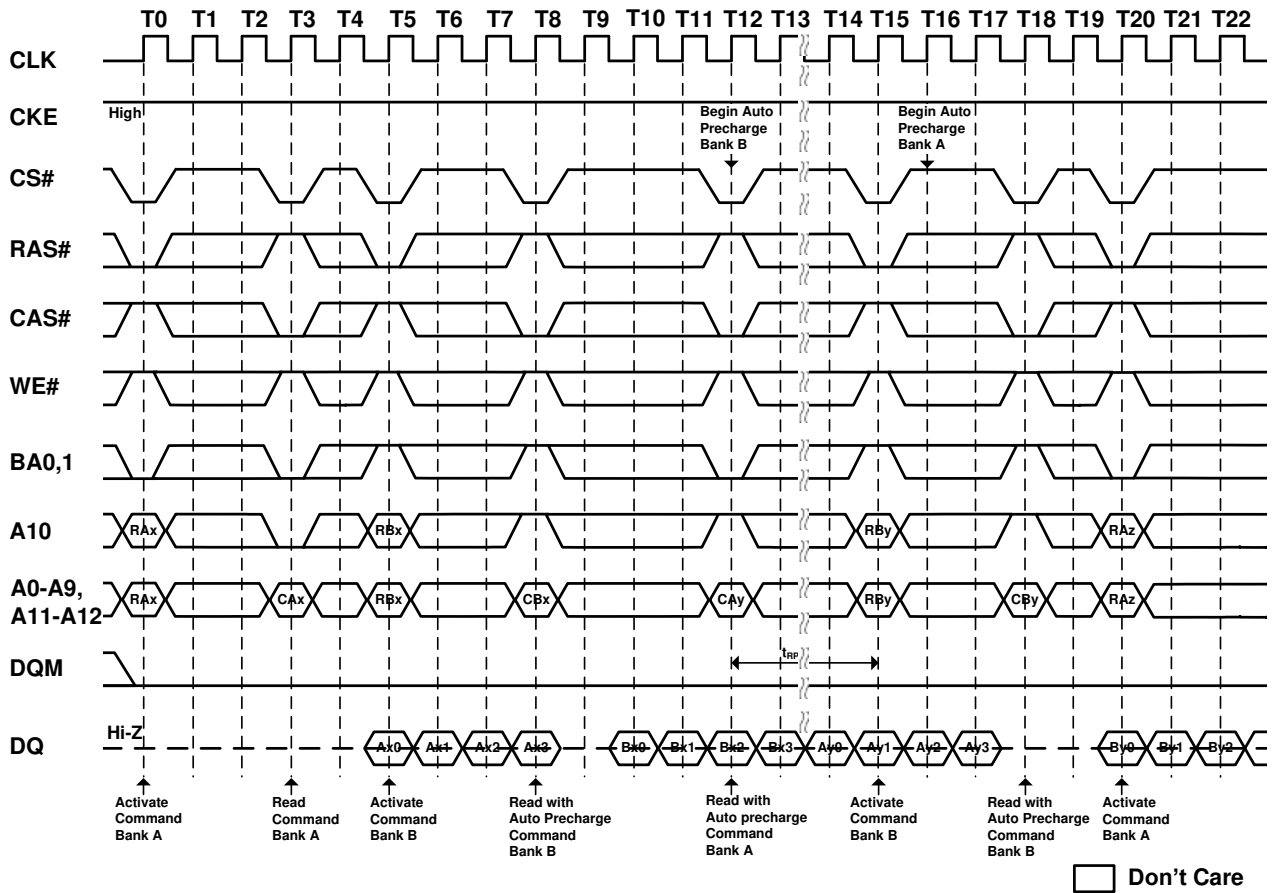 T0 T1 T2 T3 T4 T5 T6 T7 T8 T9 T10 T11 T12 T13 T14 T15 T16 T17 T18 T19 T20 T21 T22
CLK
CKE
High
Begin Auto
Precharge
Bank B
Begin Auto
Precharge
Bank A
CS#
RAS#
CAS#
WE#
BA0,1
A10
RAx RBx RBy RAz
A0-A9,
A11-A12
RAx CAx RBx CBx CAy RBy CBy RAz
DQM
tRP
DQ
Hi-Z
Ax0 Ax1 Ax2 Ax3 Bx0 Bx1 Bx2 Bx3 Ay0 Ay1 Ay2 Ay3 By0 By1 By2
Activate
Command
Bank A
Read
Command
Bank A
Activate
Command
Bank B
Read with
Auto Precharge
Command
Bank B
Read with
Auto precharge
Command
Bank A
Activate
Command
Bank B
Read with
Auto Precharge
Command
Bank B
Activate
Command
Bank A
Don't Care